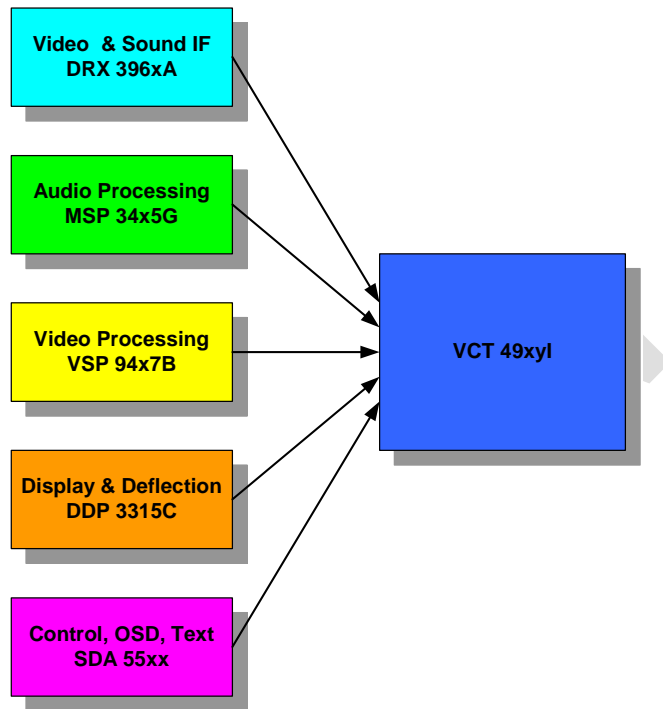 Video & Sound IF
DRX 396xA
Audio Processing
MSP 34x5G
Video Processing
VSP 94x7B
VCT 49xyI
Display & Deflection
DDP 3315C
Control, OSD, Text
SDA 55xx